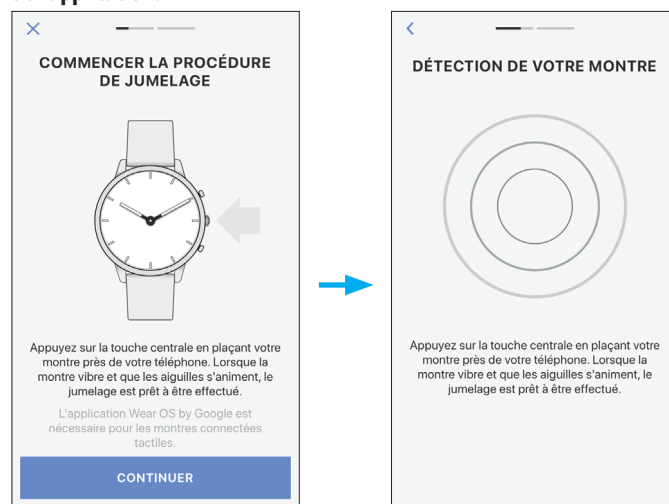 COMMENCER LA PROCÉDURE
DE JUMELAGE
Appuyez sur la touche centrale en plaçant votre
montre près de votre téléphone. Lorsque la
montre vibre et que les aiguilles s'animent, le
jumelage est prêt à être effectué.
L'application Wear OS by Google est
nécessaire pour les montres connectées
tactiles.
CONTINUER
DÉTECTION DE VOTRE MONTRE
Appuyez sur la touche centrale en plaçant votre
montre près de votre téléphone. Lorsque la
montre vibre et que les aiguilles s'animent, le
jumelage est prêt à être effectué.